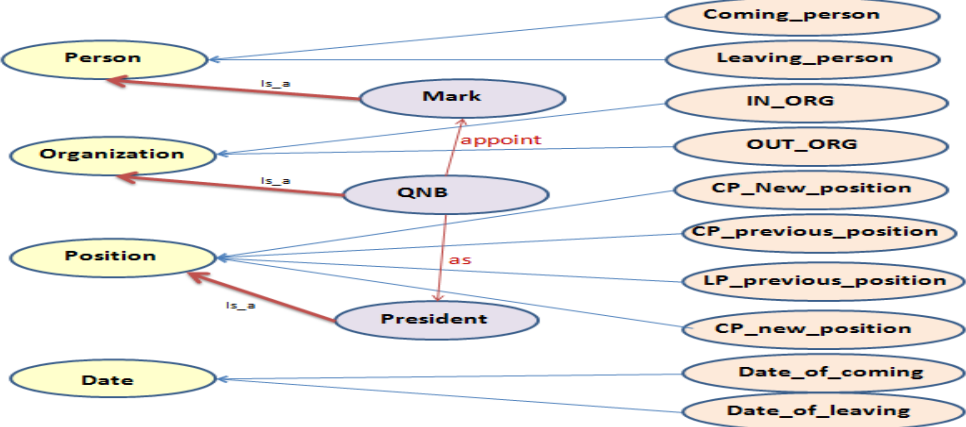 Coming_person
Person
Leaving_person
Is_a
Mark
IN_ORG
appoint
OUT_ORG
Organization
Is_a
QNB
CP_New_position
CP_previous_position
Position
as
LP_previous_position
Is_a
President
CP_new_position
Date
Date_of_coming
Date_of_leaving